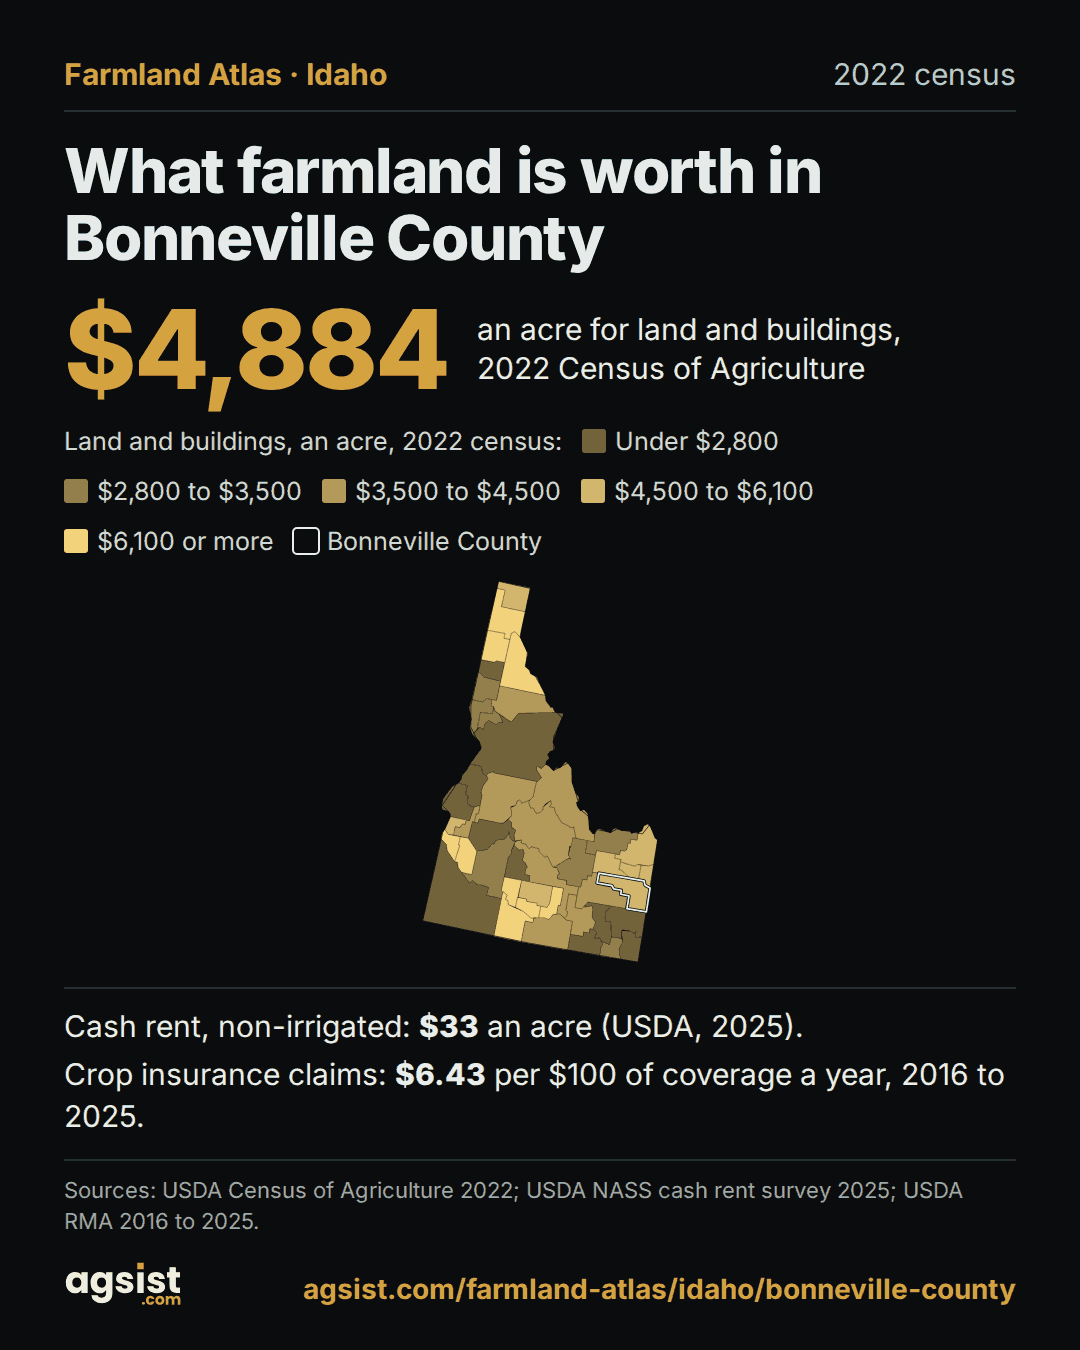 Farmland Atlas · Idaho
2022 census
What farmland is worth in
Bonneville County
$4,884
an acre for land and buildings,
2022 Census of Agriculture
Land and buildings, an acre, 2022 census: Under $2,800
$2,800 to $3,500 $3,500 to $4,500 $4,500 to $6,100
$6,100 or more Bonneville County
Cash rent, non-irrigated: $33 an acre (USDA, 2025).
Crop insurance claims: $6.43 per $100 of coverage a year, 2016 to
2025.
Sources: USDA Census of Agriculture 2022; USDA NASS cash rent survey 2025; USDA
RMA 2016 to 2025.
agsist
.com
agsist.com/farmland-atlas/idaho/bonneville-county